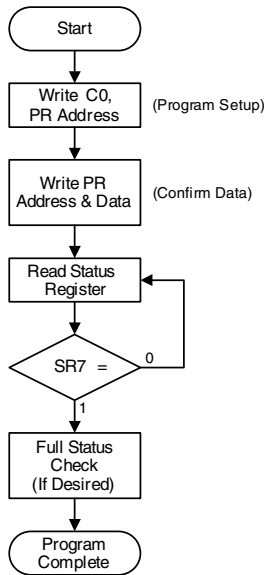 Start
Write C0,
PR Address
(Program Setup)
Write PR
Address & Data
(Confirm Data)
Read Status
Register
SR7 =
0
1
Full Status
Check
(If Desired)
Program
Complete